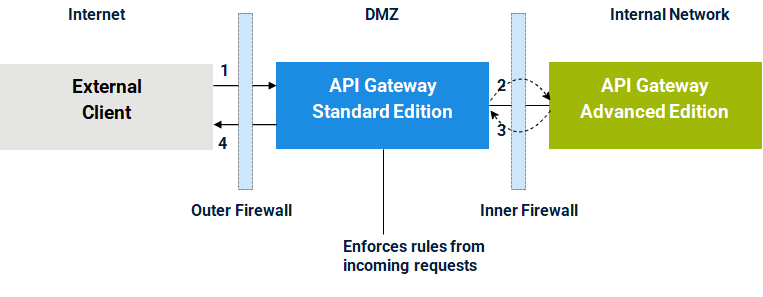 Internet
DMZ
Internal Network
External
Client
1
4
API Gateway
Standard Edition
2
3
API Gateway
Advanced Edition
Outer Firewall
Inner Firewall
Enforces rules from
incoming requests